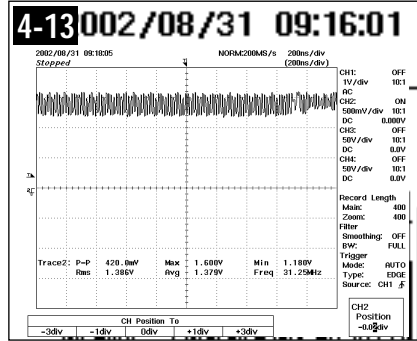 4-13 002/08/31 09:16:01
2002/08/31 09:18:05 NORM:200MS/s 200ns/div
Stopped (200ns/div)
CH1: OFF
1V/div 10:1
AC
CH2: ON
500mV/div 10:1
DC 0.000V
CH3: OFF
50V/div 10:1
DC 0.0V
CH4: OFF
50V/div 10:1
DC 0.0V
Record Length
Main: 400
Zoom: 400
Filter
Smoothing: OFF
BW: FULL
Trigger
Mode: AUTO
Type: EDGE
Source: CH1
Trace2: P-P 420.0mV Max 1.600V Min 1.180V
Rms 1.386V Avg 1.379V Freq 31.25MHz
CH2
Position
CH Position To
-3div -1div 0div +1div +3div